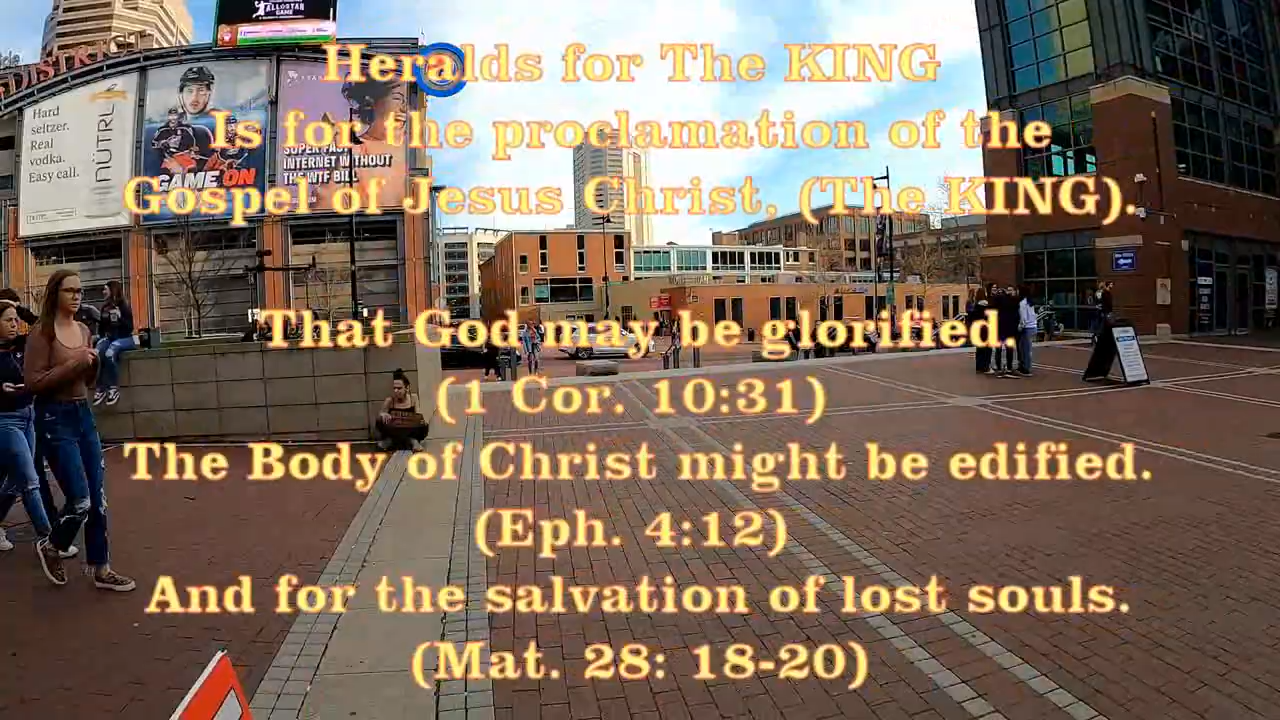 ALLSTAR
GAME
DISTRICT
Hard
seltzer.
Real
vodka.
Easy call.
NÜTRL
GAME ON
SUPER FAST
INTERNET WITHOUT
THE WTF BILL
Heralds for The KING
Is for the proclamation of the
Gospel of Jesus Christ, (The KING).
That God may be glorified.
(1 Cor. 10:31)
The Body of Christ might be edified.
(Eph. 4:12)
And for the salvation of lost souls.
(Mat. 28: 18-20)